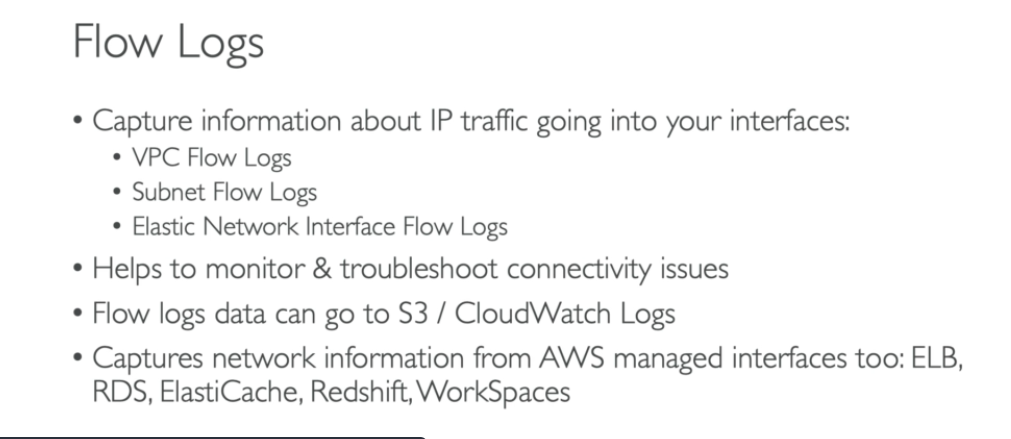 Flow Logs
• Capture information about IP traffic going into your interfaces:
• VPC Flow Logs
• Subnet Flow Logs
• Elastic Network Interface Flow Logs
• Helps to monitor & troubleshoot connectivity issues
• Flow logs data can go to S3 / CloudWatch Logs
• Captures network information from AWS managed interfaces too: ELB,
RDS, ElastiCache, Redshift, WorkSpaces